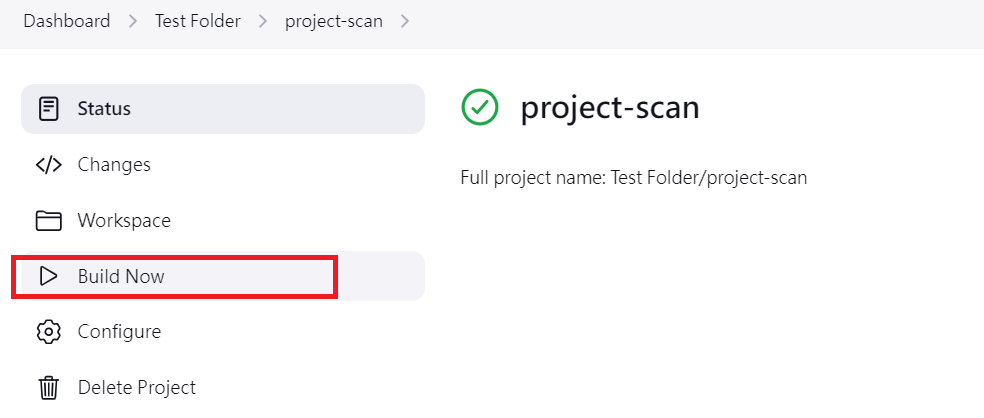 Dashboard > Test Folder > project-scan >
Status
project-scan
Changes
Full project name: Test Folder/project-scan
Workspace
Build Now
Configure
Delete Project